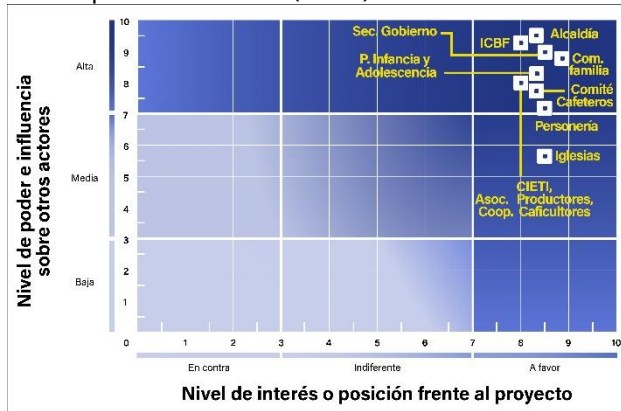 Nivel de poder e influencia
sobre otros actores
Alta
Media
Baja
10
9
8
7
6
5
4
3
2
1
Sec. Gobierno
Alcaldía
ICBF
P. Infancia y
Adolescencia
Com.
familia
Comité
Cafeteros
Personería
Iglesias
CIETI,
Asoc. Productores,
Coop. Caficultores
0 1 2 3 4 5 6 7 8 9 10
En contra
Indiferente
A favor
Nivel de interés o posición frente al proyecto